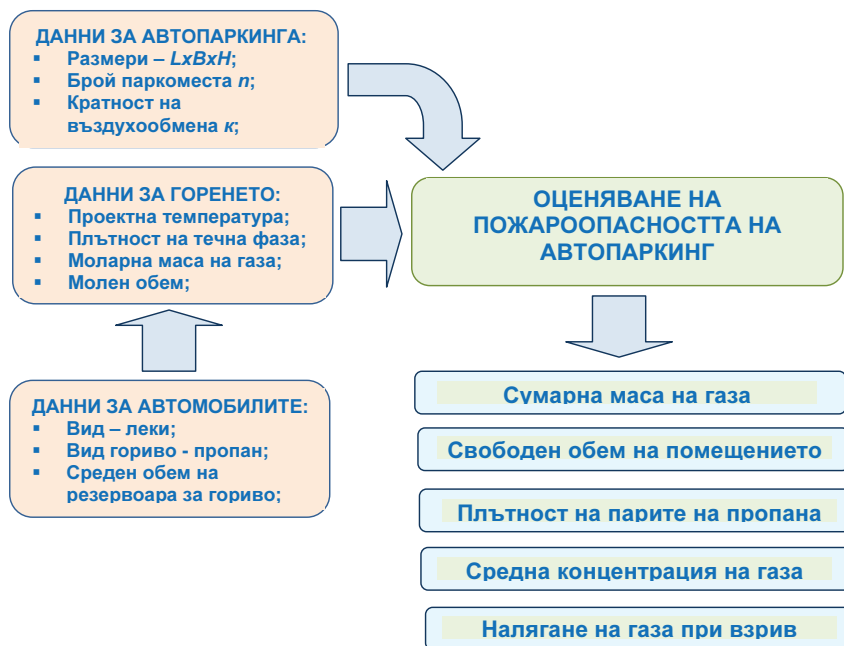 ДАННИ ЗА АВТОПАРКИНГА:
▪ Размери – LxBxH;
▪ Брой паркоместа n;
▪ Кратност на
въздухообмена к;
ДАННИ ЗА ГОРЕНЕТО:
▪ Проектна температура;
▪ Плътност на течна фаза;
▪ Моларна маса на газа;
▪ Молен обем;
ДАННИ ЗА АВТОМОБИЛИТЕ:
▪ Вид – леки;
▪ Вид гориво - пропан;
▪ Среден обем на
резервоара за гориво;
ОЦЕНЯВАНЕ НА
ПОЖАРООПАСНОСТТА НА
АВТОПАРКИНГ
Сумарна маса на газа
Свободен обем на помещението
Плътност на парите на пропана
Средна концентрация на газа
Налягане на газа при взрив